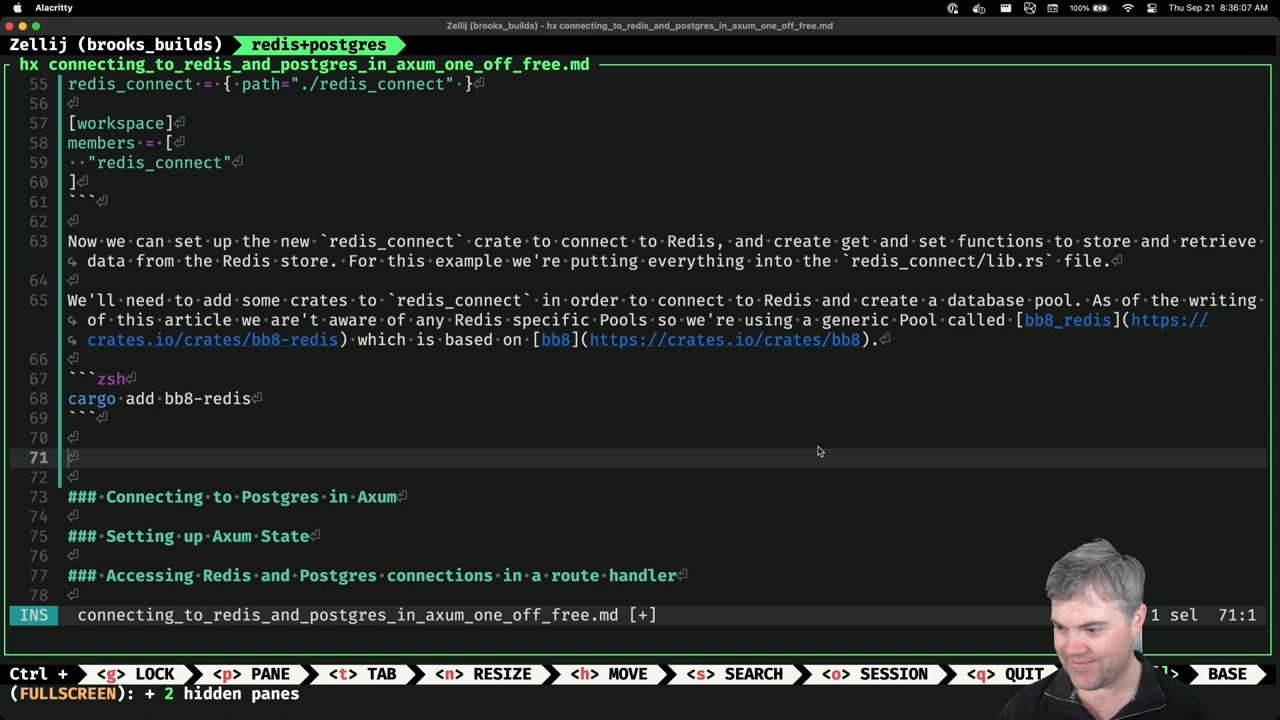 Alacritty
100%
Thu Sep 21 8:36:07 AM
Zellij (brooks_builds) - hx connecting_to_redis_and_postgres_in_axum_one_off_free.md
Zellij (brooks_builds) redis+postgres
hx connecting_to_redis_and_postgres_in_axum_one_off_free.md
55 redis_connect = { path="./redis_connect" }
56
57 [workspace]
58 members = [
59 "redis_connect"
60 ]
61 ```
62
63 Now we can set up the new `redis_connect` crate to connect to Redis, and create get and set functions to store and retrieve
data from the Redis store. For this example we're putting everything into the `redis_connect/lib.rs` file.
64
65 We'll need to add some crates to `redis_connect` in order to connect to Redis and create a database pool. As of the writing
of this article we are't aware of any Redis specific Pools so we're using a generic Pool called [bb8_redis](https://
crates.io/crates/bb8-redis) which is based on [bb8](https://crates.io/crates/bb8).
66
67 ```zsh
68 cargo add bb8-redis
69 ```
70
71
72
73 ### Connecting to Postgres in Axum
74
75 ### Setting up Axum State
76
77 ### Accessing Redis and Postgres connections in a route handler
78
INS connecting_to_redis_and_postgres_in_axum_one_off_free.md [+] 1 sel 71:1
Ctrl + <g> LOCK <p> PANE <t> TAB <n> RESIZE <h> MOVE <s> SEARCH <o> SESSION <q> QUIT BASE
(FULLSCREEN): + 2 hidden panes